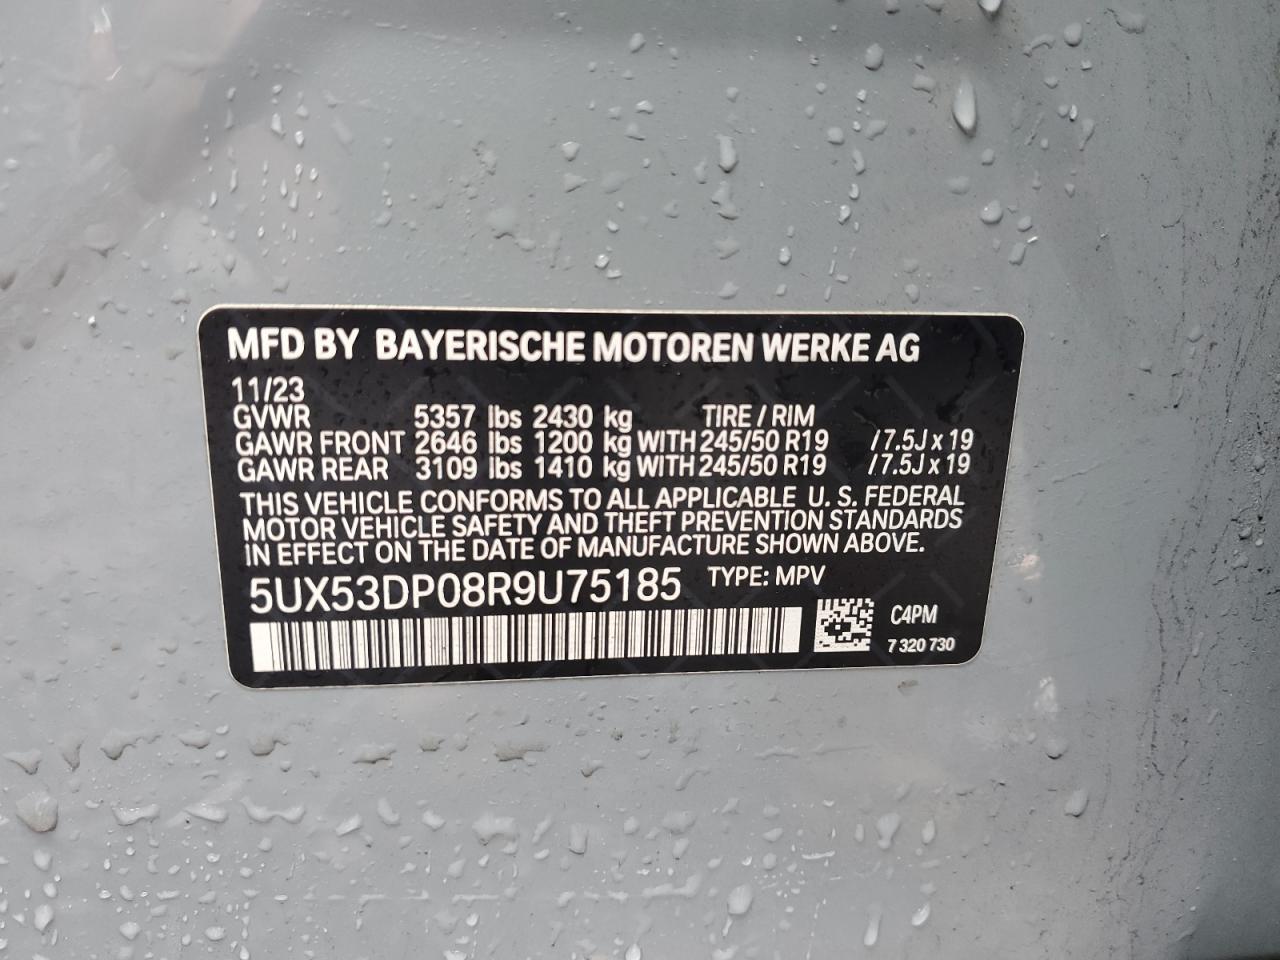 MFD BY BAYERISCHE MOTOREN WERKE AG
11/23
GVWR 5357 lbs 2430 kg TIRE / RIM
GAWR FRONT 2646 lbs 1200 kg WITH 245/50 R19 /7.5J x 19
GAWR REAR 3109 lbs 1410 kg WITH 245/50 R19 /7.5J x 19
THIS VEHICLE CONFORMS TO ALL APPLICABLE U. S. FEDERAL
MOTOR VEHICLE SAFETY AND THEFT PREVENTION STANDARDS
IN EFFECT ON THE DATE OF MANUFACTURE SHOWN ABOVE.
5UX53DP08R9U75185 TYPE: MPV
C4PM
7 320 730